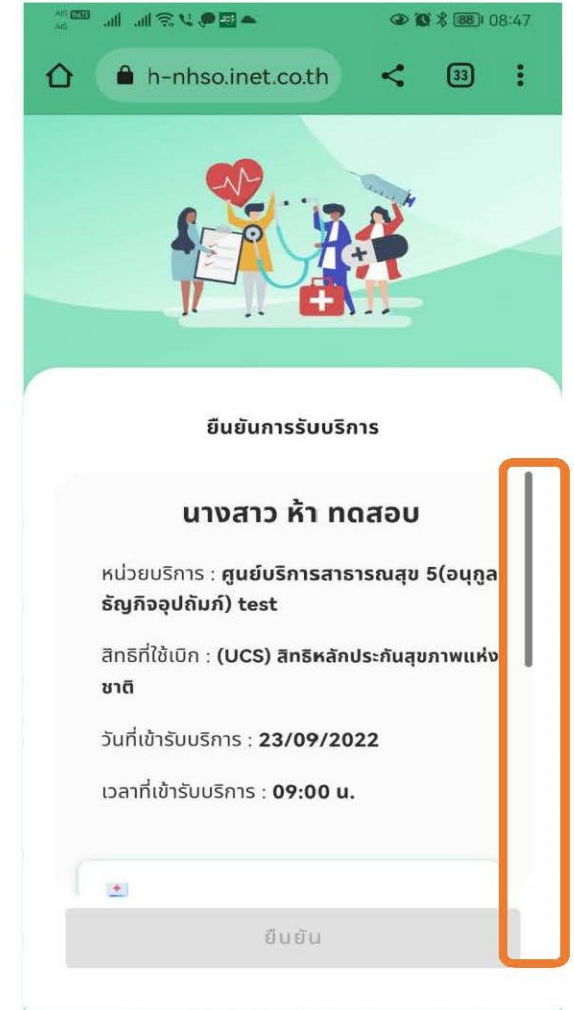 AIS VoLTE
AIS
88 08:47
h-nhso.inet.co.th
33
ยืนยันการรับบริการ
นางสาว ห้า ทดสอบ
หน่วยบริการ : ศูนย์บริการสาธารณสุข 5(อนุกูล
ธัญกิจอุปถัมภ์) test
สิทธิที่ใช้เบิก : (UCS) สิทธิหลักประกันสุขภาพแห่ง
ชาติ
วันที่เข้ารับบริการ : 23/09/2022
เวลาที่เข้ารับบริการ : 09:00 น.
ยืนยัน